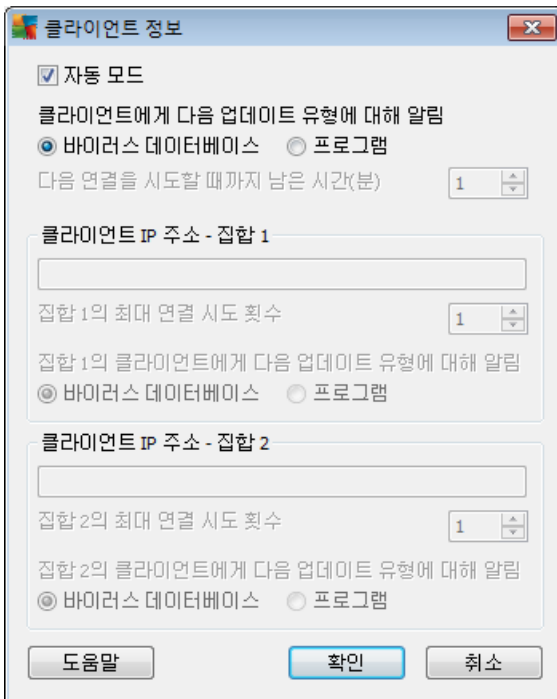 클라이언트 정보
자동 모드
클라이언트에게 다음 업데이트 유형에 대해 알림
바이러스 데이터베이스 프로그램
다음 연결을 시도할 때까지 남은 시간(분) 1
클라이언트 IP 주소 - 집합 1
집합 1의 최대 연결 시도 횟수 1
집합 1의 클라이언트에게 다음 업데이트 유형에 대해 알림
바이러스 데이터베이스 프로그램
클라이언트 IP 주소 - 집합 2
집합 2의 최대 연결 시도 횟수 1
집합 2의 클라이언트에게 다음 업데이트 유형에 대해 알림
바이러스 데이터베이스 프로그램
도움말 확인 취소